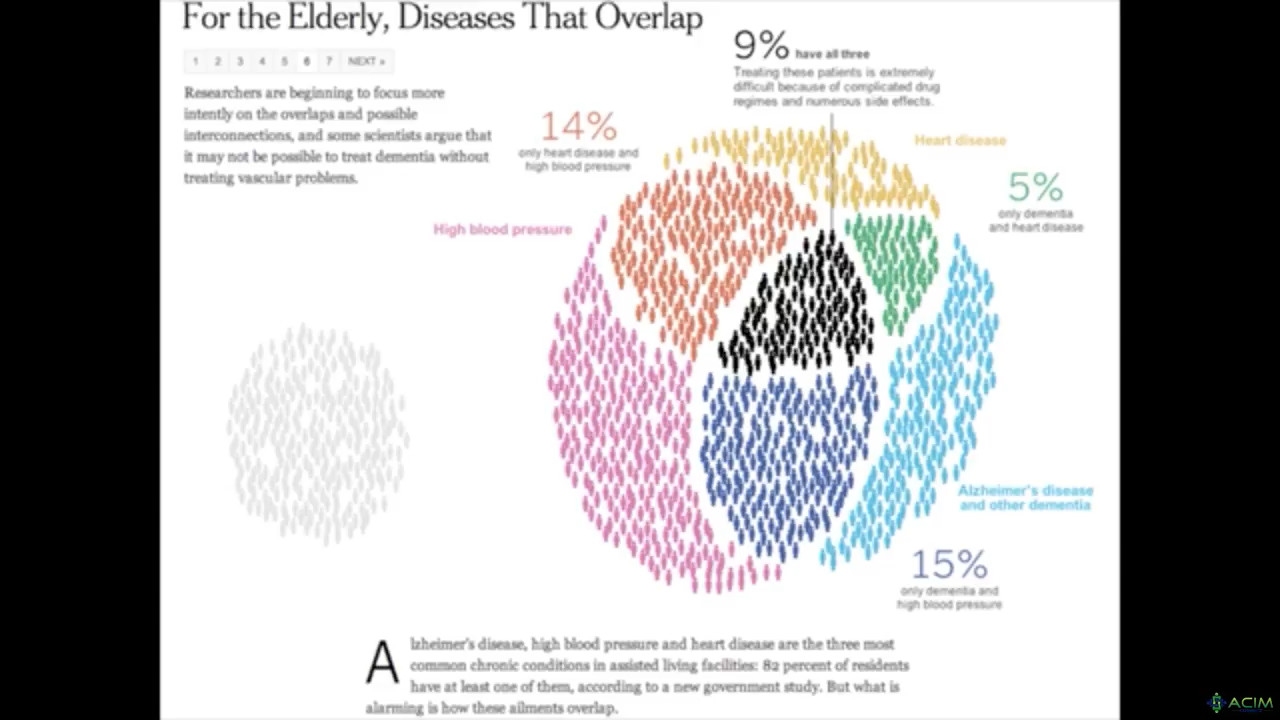 For the Elderly, Diseases That Overlap
1 2 3 4 5 6 7 NEXT »
Researchers are beginning to focus more
intently on the overlaps and possible
interconnections, and some scientists argue that
it may not be possible to treat dementia without
treating vascular problems.
9% have all three
Treating these patients is extremely
difficult because of complicated drug
regimes and numerous side effects.
14%
only heart disease and
high blood pressure
Heart disease
5%
only dementia
and heart disease
High blood pressure
Alzheimer's disease
and other dementia
15%
only dementia and
high blood pressure
Alzheimer's disease, high blood pressure and heart disease are the three most
common chronic conditions in assisted living facilities: 82 percent of residents
have at least one of them, according to a new government study. But what is
alarming is how these ailments overlap.
ACIM